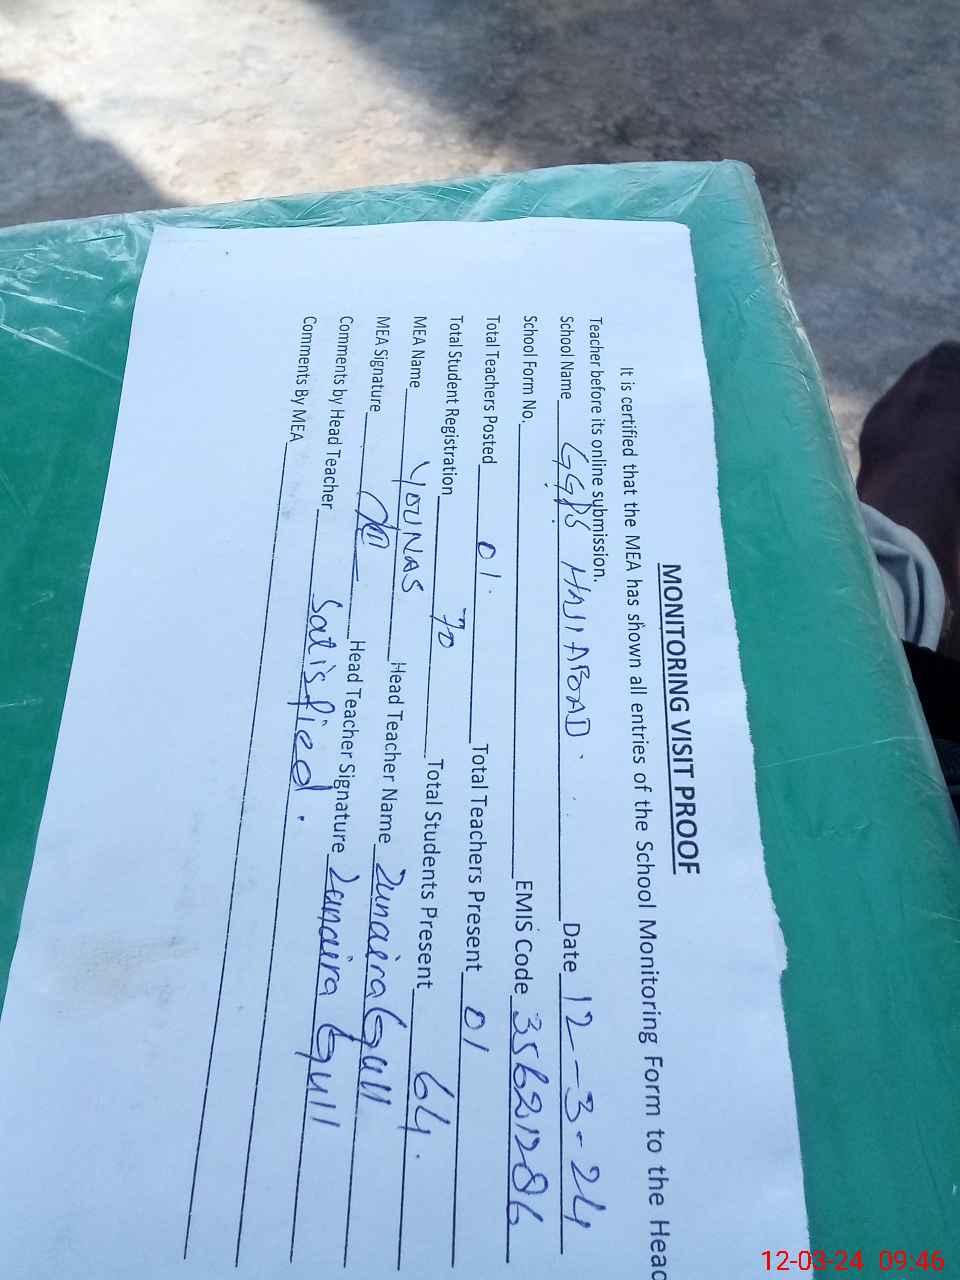 MONITORING VISIT PROOF
It is certified that the MEA has shown all entries of the School Monitoring Form to the Head
Teacher before its online submission.
School Name GGPS HAJIABAD. Date 12-3-24
School Form No. EMIS Code
Total Teachers Posted 01. Total Teachers Present 01
Total Student Registration 70 Total Students Present 64.
MEA Name YOUNAS Head Teacher Name Zunaira Gull
MEA Signature Head Teacher Signature Zunaira Gull
Comments by Head Teacher Satisfied.
Comments By MEA
12-03-24 09:46